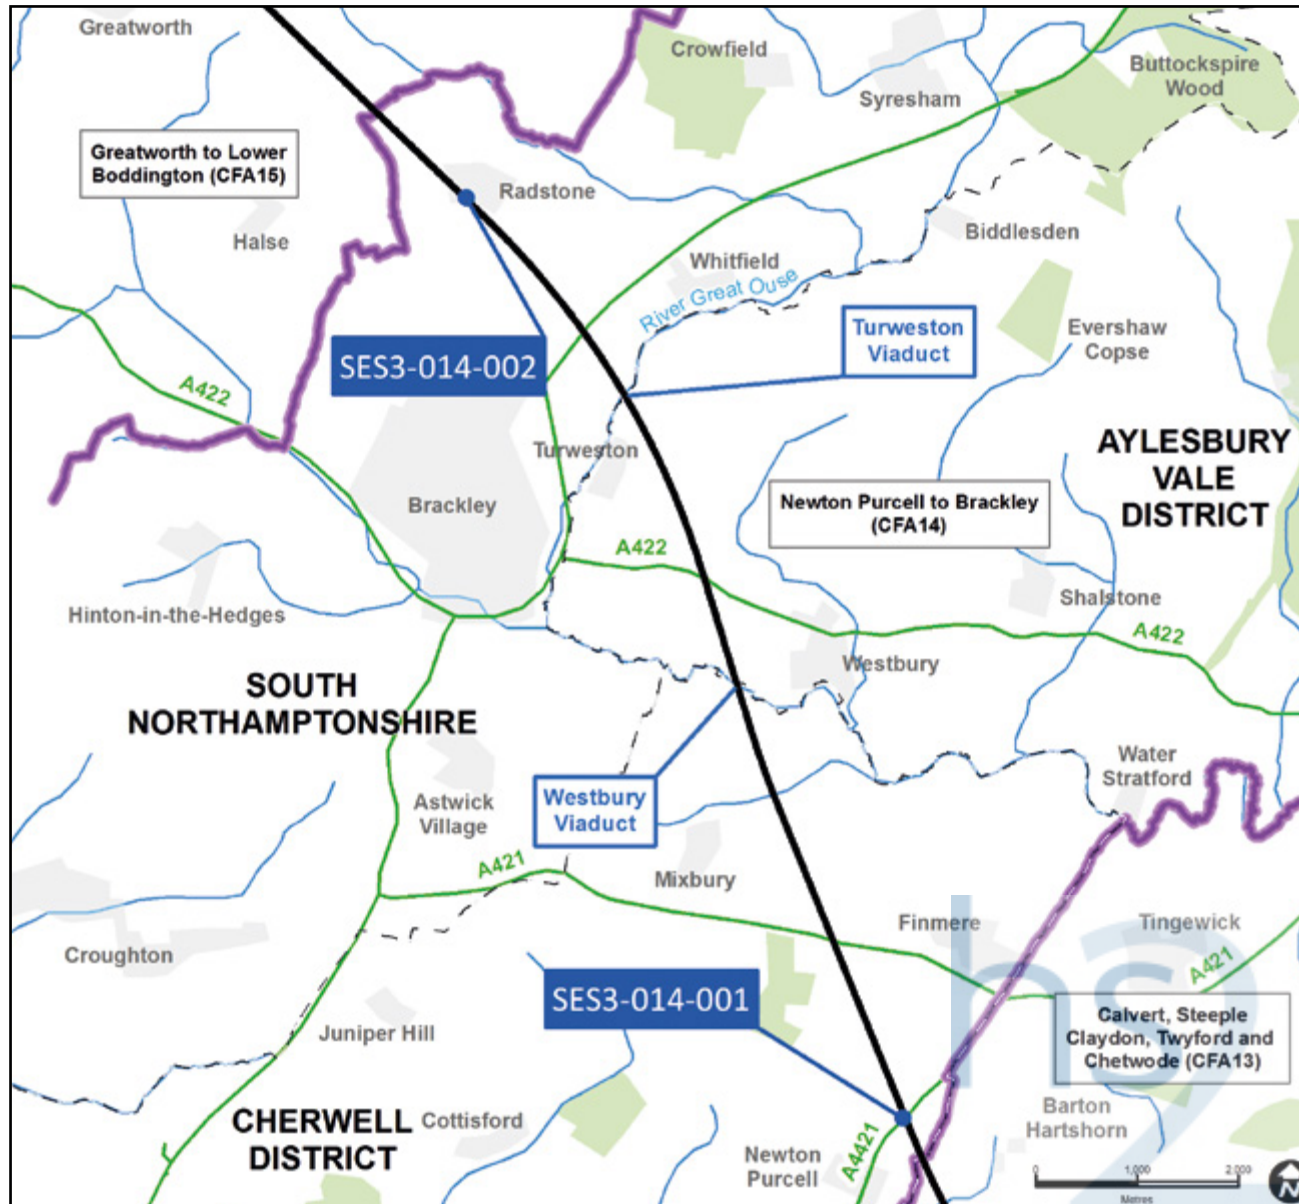 Greatworth
Crowfield
Buttockspire
Wood
Syresham
Greatworth to Lower
Boddington (CFA15)
Radstone
Halse
Biddlesden
Whitfield
River Great Ouse
Turweston
Viaduct
Evershaw
Copse
SES3-014-002
A422
Turweston
AYLESBURY
VALE
DISTRICT
Brackley
Newton Purcell to Brackley
(CFA14)
A422
Hinton-in-the-Hedges
Shalstone
A422
Westbury
SOUTH
NORTHAMPTONSHIRE
Water
Stratford
Astwick
Village
Westbury
Viaduct
A421
Mixbury
Finmere
Tingewick
Croughton
A421
SES3-014-001
Juniper Hill
Calvert, Steeple
Claydon, Twyford and
Chetwode (CFA13)
CHERWELL
DISTRICT
Cottisford
Barton
Hartshorn
Newton
Purcell
A4421
0 1,000 2,000
Metres
N
hs2